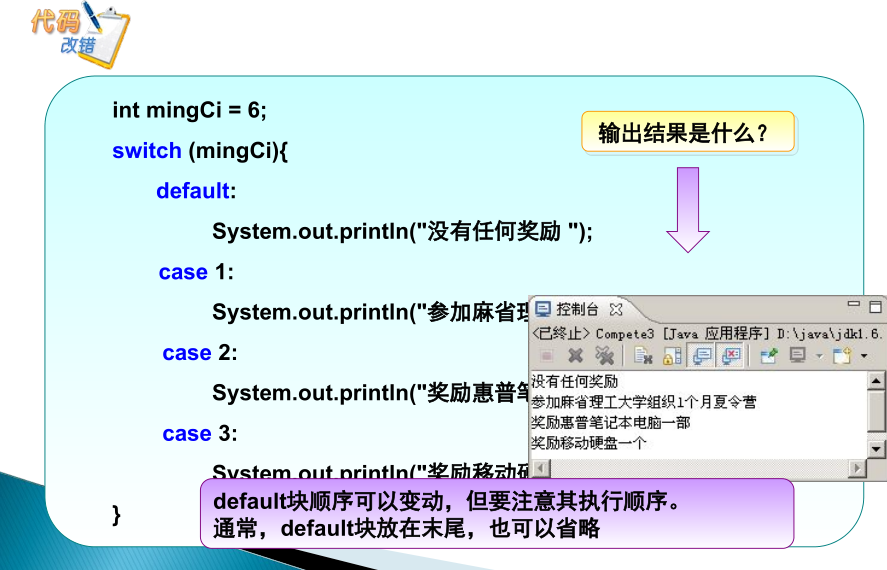 代码
改错
int mingCi = 6;
输出结果是什么？
switch (mingCi){
default:
System.out.println("没有任何奖励 ");
case 1:
System.out.println("参加麻省理
case 2:
System.out.println("奖励惠普笔
case 3:
System.out.println("奖励移动硬
}
控制台
<已终止> Compete3 [Java 应用程序] D:\java\jdk1.6.
没有任何奖励
参加麻省理工大学组织1个月夏令营
奖励惠普笔记本电脑一部
奖励移动硬盘一个
default块顺序可以变动，但要注意其执行顺序。
通常，default块放在末尾，也可以省略